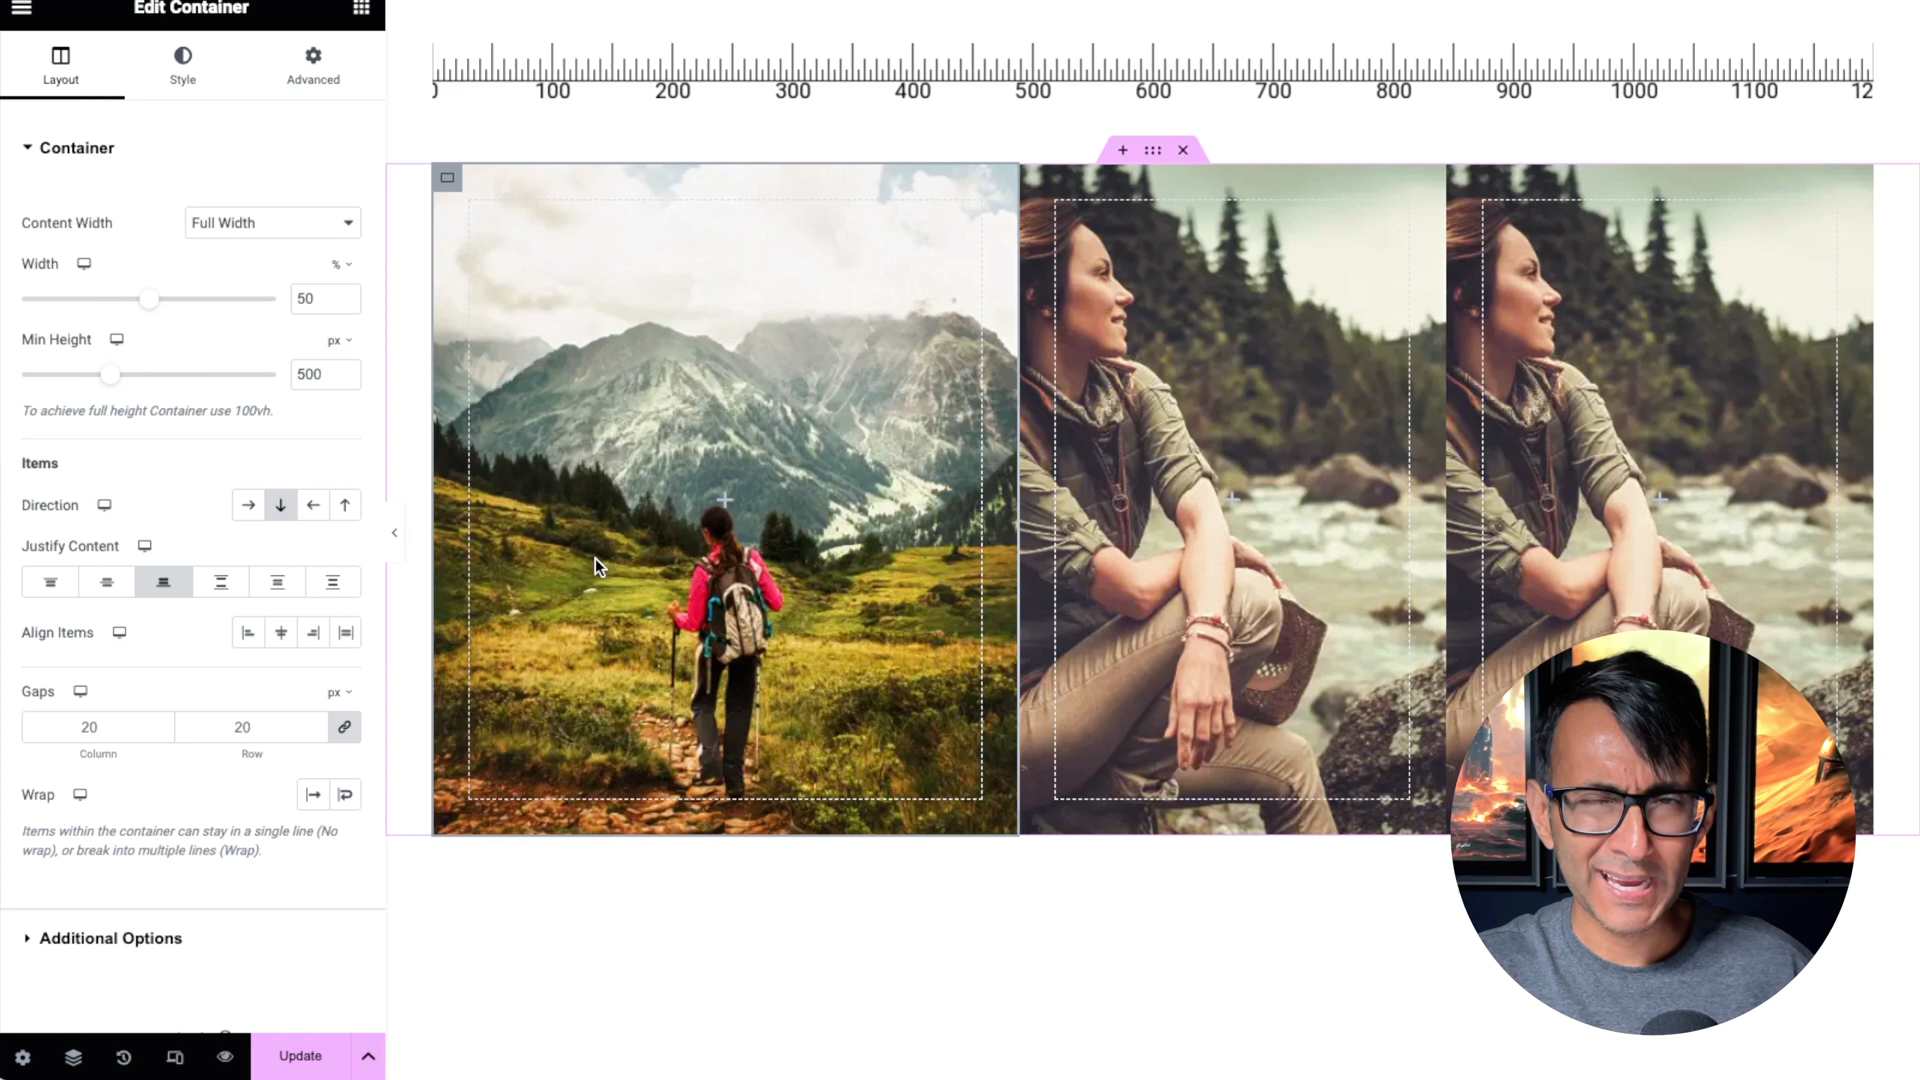 Edit Container
Layout
Style
Advanced
0 100 200 300 400 500 600 700 800 900 1000 1100 12
Container
Content Width
Full Width
Width
%
50
Min Height
px
500
To achieve full height Container use 100vh.
Items
Direction
Justify Content
Align Items
Gaps
px
20
20
Column
Row
Wrap
Items within the container can stay in a single line (No
wrap), or break into multiple lines (Wrap).
Additional Options
Update